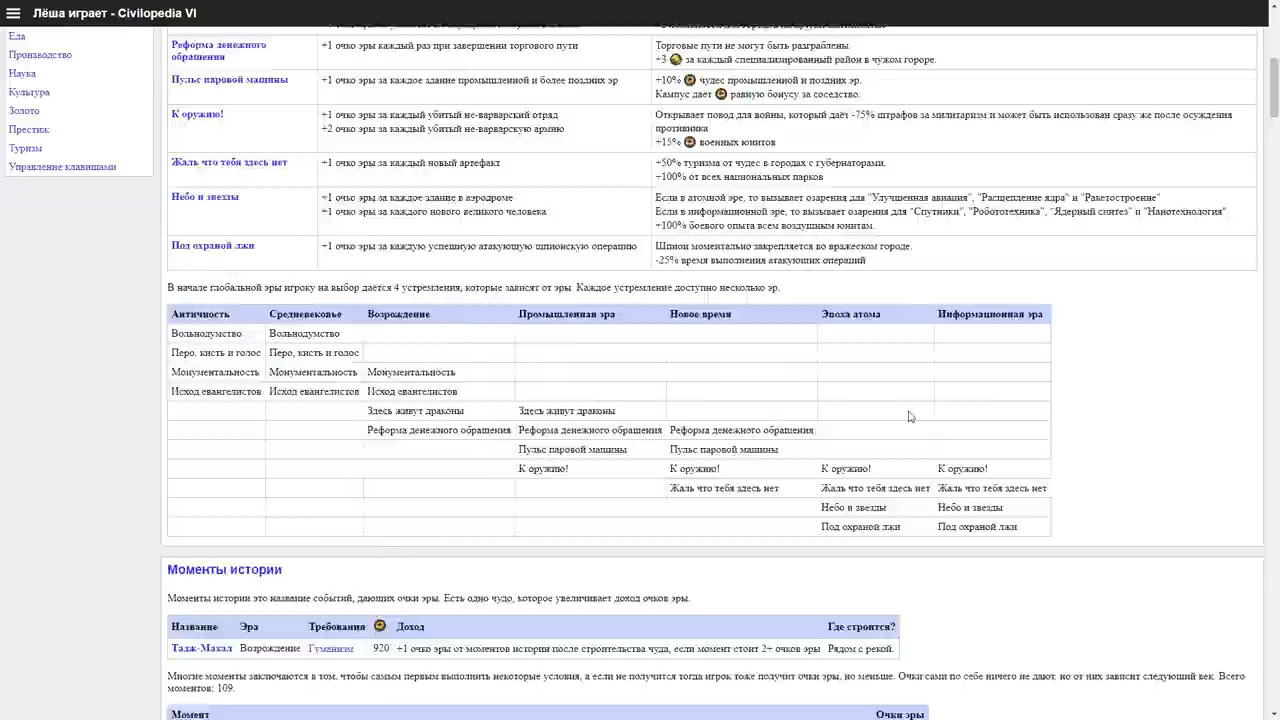 Лёша играет - Civilopedia VI
Еда
Производство
Наука
Культура
Золото
Престиж
Туризм
Управление клавишами
Реформа денежного обращения +1 очко эры каждый раз при завершении торгового пути Торговые пути не могут быть разграблены.
+3 за каждый специализированный район в чужом городе.
Пульс паровой машины +1 очко эры за каждое здание промышленной и более поздних эр +10% чудес промышленной и поздних эр.
Кампус даёт равную бонусу за соседство.
К оружию! +1 очко эры за каждый убитый не-варварский отряд Открывает повод для войны, который даёт -75% штрафов за милитаризм и может быть использован сразу же после осуждения
+2 очко эры за каждый убитый не-варварскую армию противника
+15% военных юнитов
Жаль что тебя здесь нет +1 очко эры за каждый новый артефакт +50% туризма от чудес в городах с губернаторами.
+100% от всех национальных парков
Небо и звезды +1 очко эры за каждое здание в аэродроме Если в атомной эре, то вызывает озарения для "Улучшенная авиация", "Расщепление ядра" и "Ракетостроение"
+1 очко эры за каждого нового великого человека Если в информационной эре, то вызывает озарения для "Спутники", "Робототехника", "Ядерный синтез" и "Нанотехнология"
+100% боевого опыта всем воздушным юнитам.
Под охраной лжи +1 очко эры за каждую успешную атакующую шпионскую операцию Шпион моментально закрепляется во вражеском городе.
-25% время выполнения атакующих операций
В начале глобальной эры игроку на выбор даётся 4 устремления, которые зависят от эры. Каждое устремление доступно несколько эр.
Античность Средневековье Возрождение Промышленная эра Новое время Эпоха атома Информационная эра
Вольнодумство Вольнодумство
Перо, кисть и голос Перо, кисть и голос
Монументальность Монументальность Монументальность
Исход евангелистов Исход евангелистов Исход евангелистов
Здесь живут драконы Здесь живут драконы
Реформа денежного обращения Реформа денежного обращения Реформа денежного обращения
Пульс паровой машины Пульс паровой машины
К оружию! К оружию! К оружию! К оружию!
Жаль что тебя здесь нет Жаль что тебя здесь нет Жаль что тебя здесь нет
Небо и звезды Небо и звезды
Под охраной лжи Под охраной лжи
Моменты истории
Моменты истории это название событий, дающих очки эры. Есть одно чудо, которое увеличивает доход очков эры.
Название Эра Требования Доход Где строится?
Тадж-Махал Возрождение Гуманизм 920 +1 очко эры от моментов истории после строительства чуда, если момент стоит 2+ очков эры Рядом с рекой.
Многие моменты заключаются в том, чтобы самым первым выполнить некоторые условия, а если не получится тогда игрок тоже получит очки эры, но меньше. Очки сами по себе ничего не дают, но от них зависит следующий век. Всего
моментов: 109.
Момент Очки эры